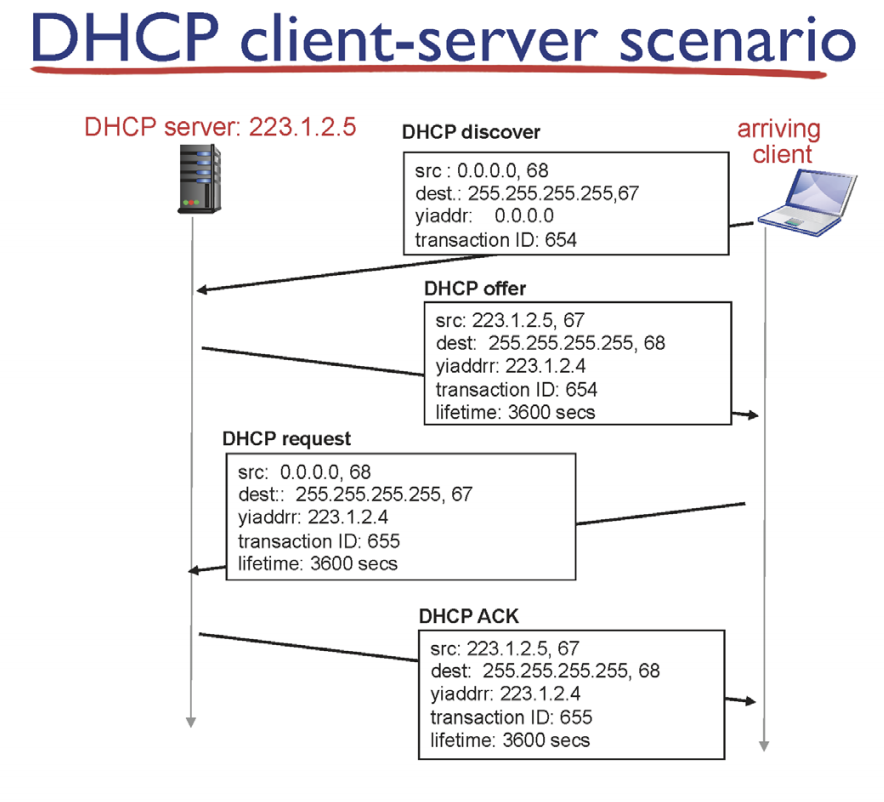 DHCP client-server scenario
DHCP server: 223.1.2.5
arriving
client
DHCP discover
src : 0.0.0.0, 68
dest.: 255.255.255.255,67
yiaddr: 0.0.0.0
transaction ID: 654
DHCP offer
src: 223.1.2.5, 67
dest: 255.255.255.255, 68
yiaddrr: 223.1.2.4
transaction ID: 654
lifetime: 3600 secs
DHCP request
src: 0.0.0.0, 68
dest:: 255.255.255.255, 67
yiaddrr: 223.1.2.4
transaction ID: 655
lifetime: 3600 secs
DHCP ACK
src: 223.1.2.5, 67
dest: 255.255.255.255, 68
yiaddrr: 223.1.2.4
transaction ID: 655
lifetime: 3600 secs